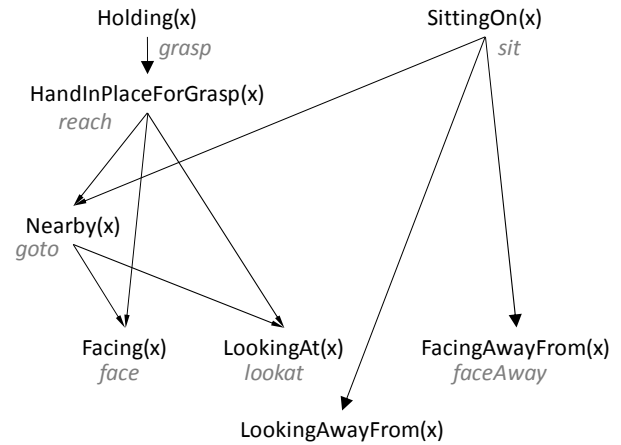 Holding(x)
SittingOn(x)
grasp
sit
HandInPlaceForGrasp(x)
reach
Nearby(x)
goto
Facing(x)
LookingAt(x)
FacingAwayFrom(x)
face
lookat
faceAway
LookingAwayFrom(x)